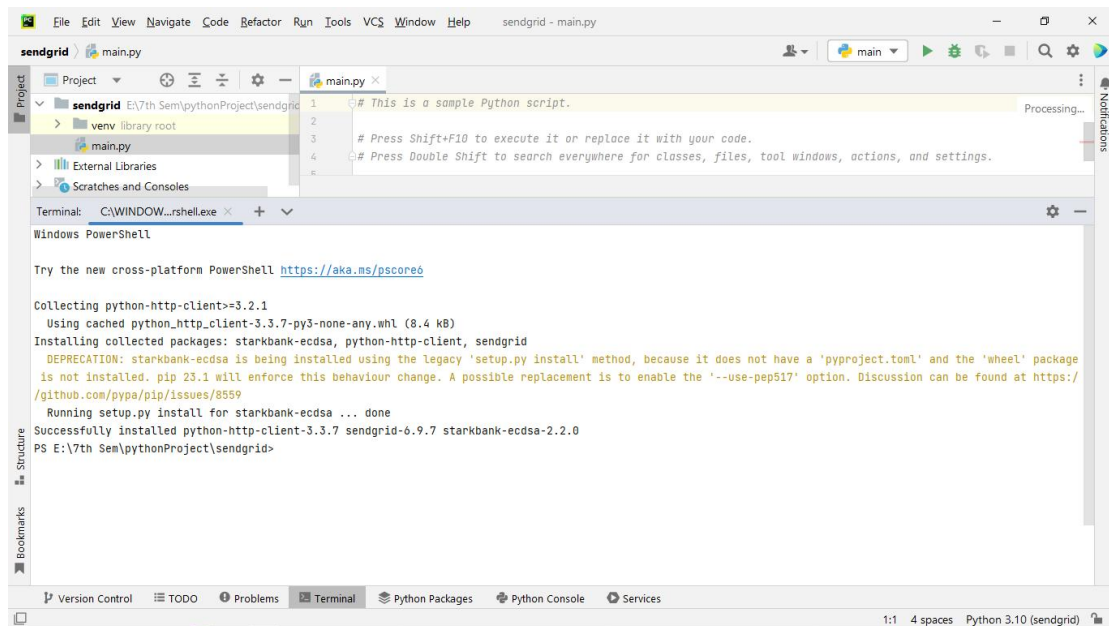 File Edit View Navigate Code Refactor Run Tools VCS Window Help sendgrid - main.py
sendgrid main.py main
Project main.py
Project
sendgrid E:\7th Sem\pythonProject\sendgrid
venv library root
main.py
External Libraries
Scratches and Consoles
1 # This is a sample Python script.
2
3 # Press Shift+F10 to execute it or replace it with your code.
4 # Press Double Shift to search everywhere for classes, files, tool windows, actions, and settings.
5
Processing...
Notifications
Terminal: C:\WINDOW...rshell.exe
Windows PowerShell
Try the new cross-platform PowerShell https://aka.ms/pscore6
Collecting python-http-client>=3.2.1
Using cached python_http_client-3.3.7-py3-none-any.whl (8.4 kB)
Installing collected packages: starkbank-ecdsa, python-http-client, sendgrid
DEPRECATION: starkbank-ecdsa is being installed using the legacy 'setup.py install' method, because it does not have a 'pyproject.toml' and the 'wheel' package
is not installed. pip 23.1 will enforce this behaviour change. A possible replacement is to enable the '--use-pep517' option. Discussion can be found at https:/
/github.com/pypa/pip/issues/8559
Running setup.py install for starkbank-ecdsa ... done
Successfully installed python-http-client-3.3.7 sendgrid-6.9.7 starkbank-ecdsa-2.2.0
PS E:\7th Sem\pythonProject\sendgrid>
Structure
Bookmarks
Version Control TODO Problems Terminal Python Packages Python Console Services
1:1 4 spaces Python 3.10 (sendgrid)